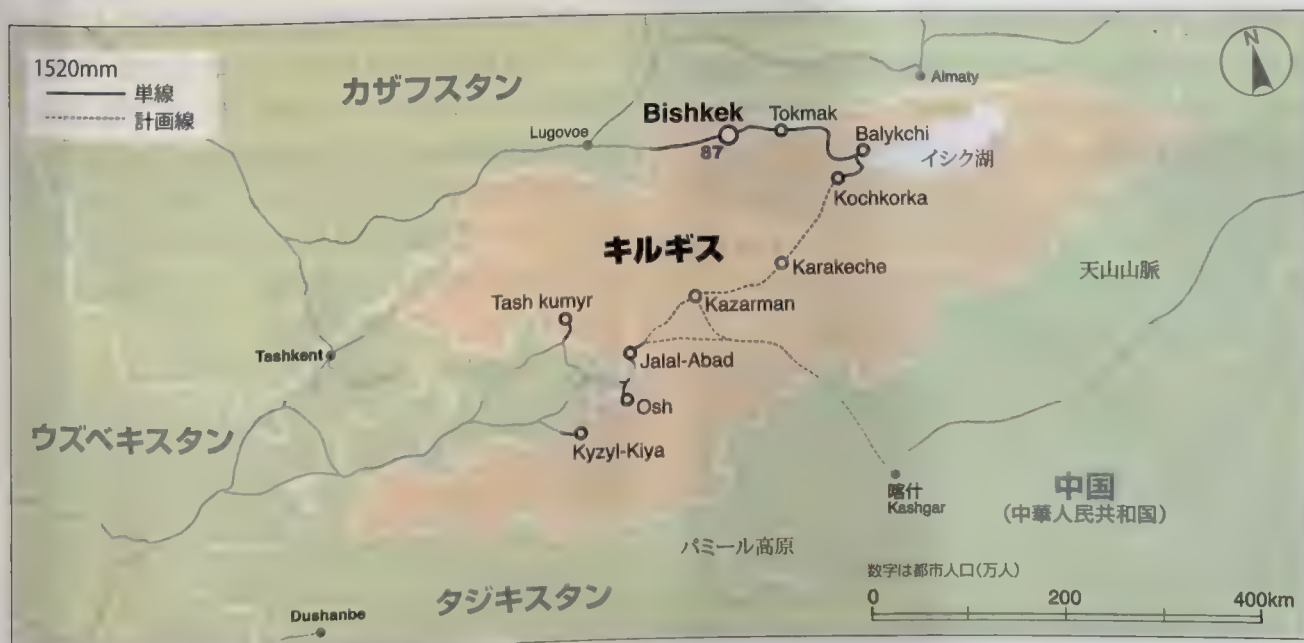 1520mm
単線
計画線
カザフスタン
N
Almaty
Lugovoe
Bishkek
87
Tokmak
Balykchi
イシク湖
Kochkorka
キルギス
Karakeche
天山山脈
Tash kumyr
Kazarman
Tashkent
Jalal-Abad
Osh
ウズベキスタン
Kyzyl-Kiya
喀什
Kashgar
中国
(中華人民共和国)
パミール高原
数字は都市人口(万人)
タジキスタン
0 200 400km
Dushanbe